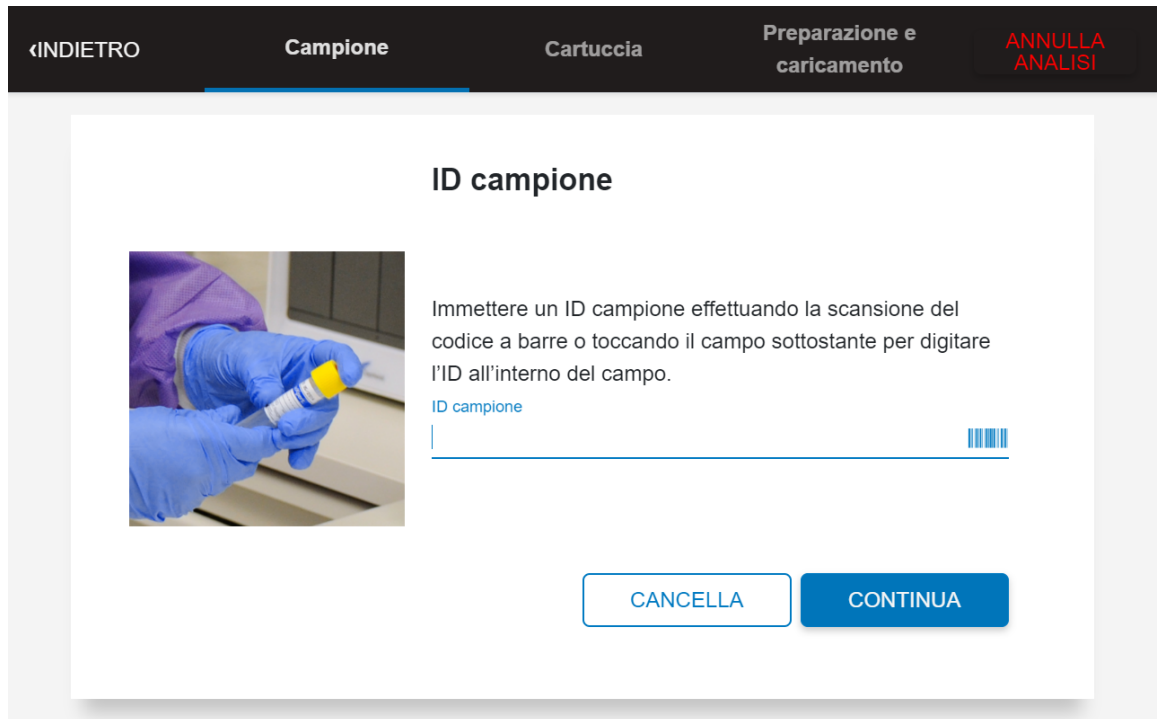 ‹INDIETRO
Campione
Cartuccia
Preparazione e
caricamento
ANNULLA
ANALISI
ID campione
Immettere un ID campione effettuando la scansione del
codice a barre o toccando il campo sottostante per digitare
l’ID all’interno del campo.
ID campione
CANCELLA
CONTINUA